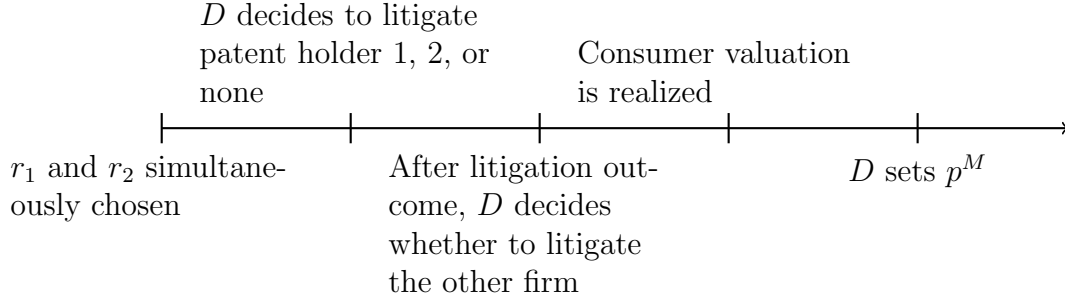 D decides to litigate
patent holder 1, 2, or
none
Consumer valuation
is realized
r₁ and r₂ simultane-
ously chosen
After litigation out-
come, D decides
whether to litigate
the other firm
D sets pᴹ